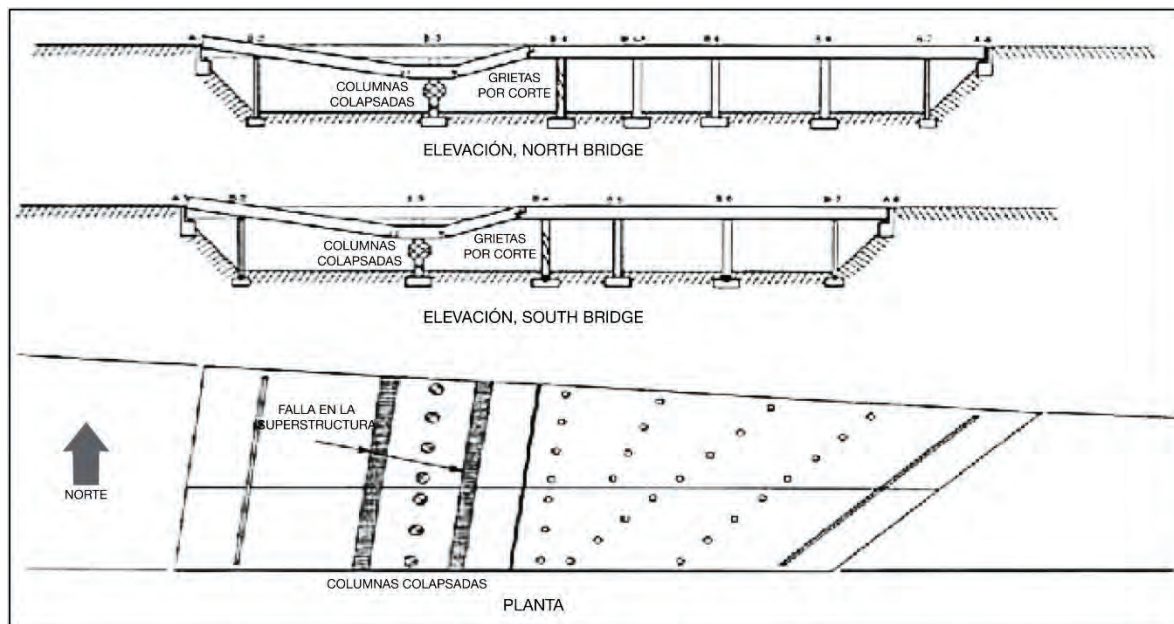 COLUMNAS
COLAPSADAS
GRIETAS
POR CORTE
ELEVACIÓN, NORTH BRIDGE
COLUMNAS
COLAPSADAS
GRIETAS
POR CORTE
ELEVACIÓN, SOUTH BRIDGE
FALLA EN LA
SUPERSTRUCTURA
NORTE
COLUMNAS COLAPSADAS
PLANTA